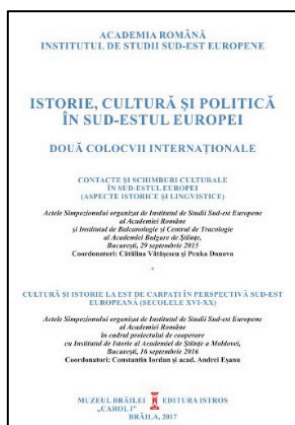 ACADEMIA ROMÂNĂ
INSTITUTUL DE STUDII SUD-EST EUROPENE
ISTORIE, CULTURĂ ȘI POLITICĂ
ÎN SUD-ESTUL EUROPEI
DOUĂ COLOCVII INTERNAȚIONALE
CONTACTE ȘI SCHIMBURI CULTURALE
ÎN SUD-ESTUL EUROPEI
(ASPECTE ISTORICE ȘI LINGVISTICE)
Actele Simpozionului organizat de Institutul de Studii Sud-est Europene
al Academiei Române
și Institutul de Balcanologie și Centrul de Tracologie
al Academiei Bulgare de Științe,
București, 29 septembrie 2015
Coordonatori: Cătălina Vătășescu și Penka Danova
*
CULTURĂ ȘI ISTORIE LA EST DE CARPAȚI ÎN PERSPECTIVĂ SUD-EST
EUROPEANĂ (SECOLELE XVI-XX)
Actele Simpozionului organizat de Institutul de Studii Sud-est Europene
al Academiei Române
în cadrul proiectului de cooperare
cu Institutul de Istorie al Academiei de Știința a Moldovei,
București, 16 septembrie 2016
Coordonatori: Constantin Iordan și acad. Andrei Eșanu
MUZEUL BRĂILEI EDITURA ISTROS
„CAROL I”
BRĂILA, 2017